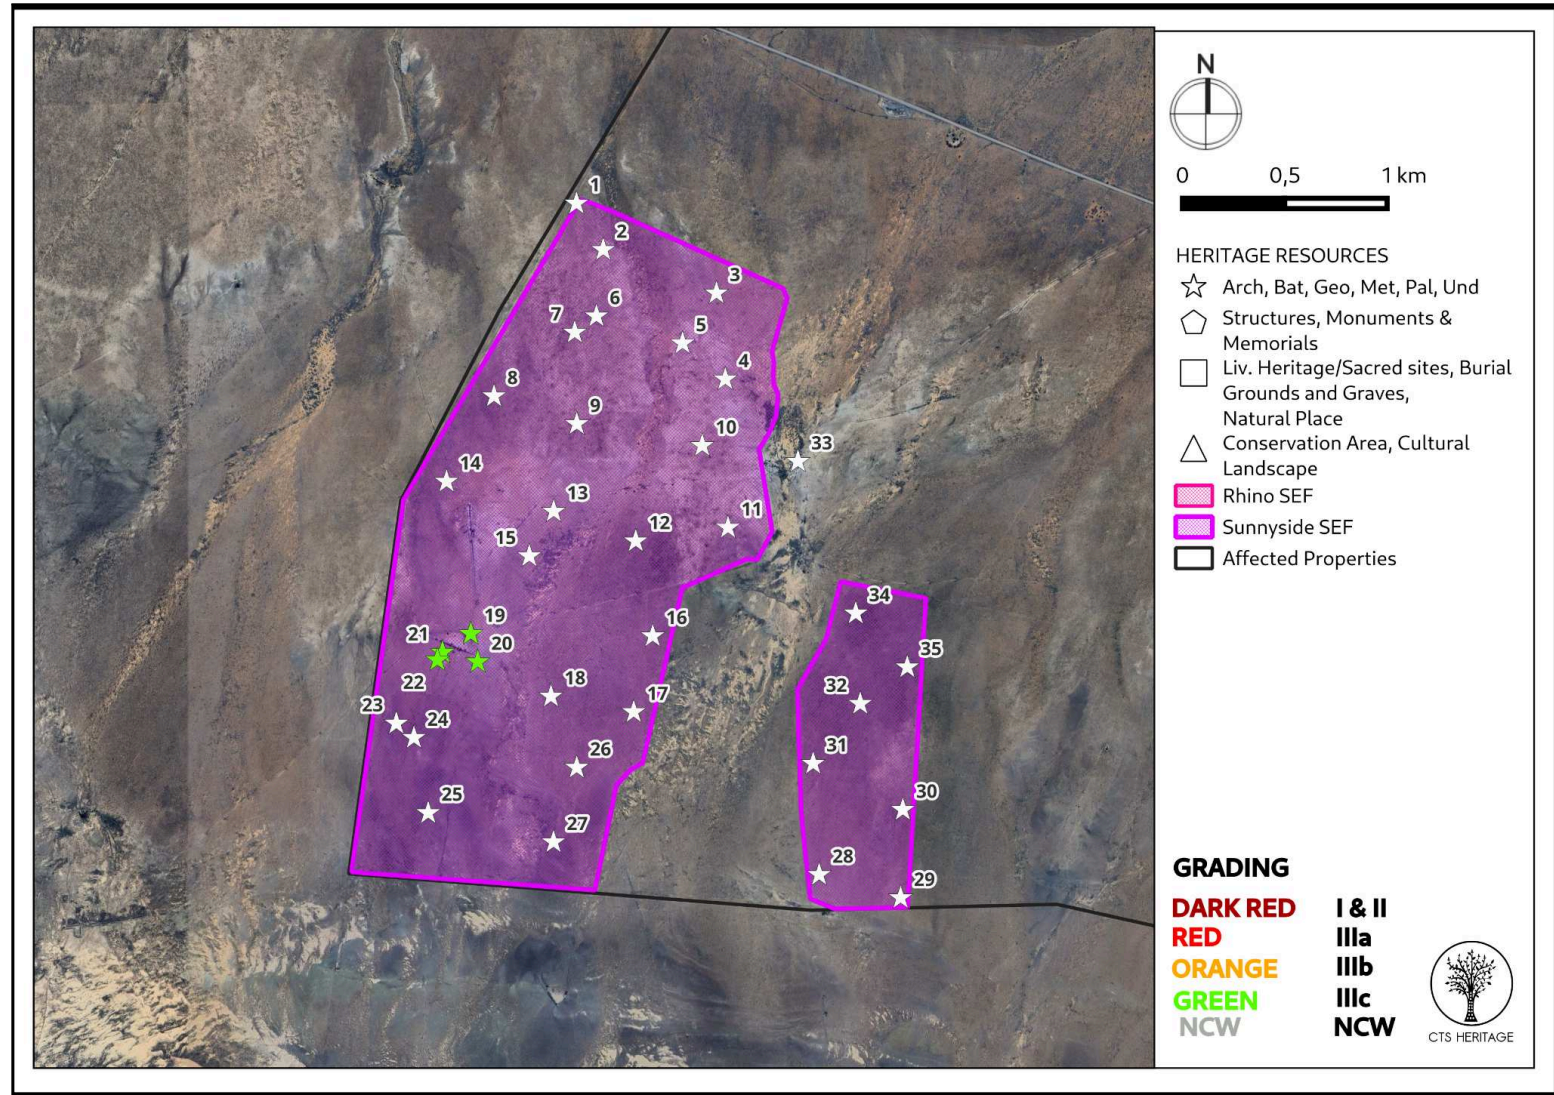 1
2
3
6
7
5
4
8
9
10
33
14
13
11
12
15
34
19
16
21
20
35
22
18
32
17
23
24
31
26
25
30
27
28
29
N
0 0,5 1 km
HERITAGE RESOURCES
Arch, Bat, Geo, Met, Pal, Und
Structures, Monuments &
Memorials
Liv. Heritage/Sacred sites, Burial
Grounds and Graves,
Natural Place
Conservation Area, Cultural
Landscape
Rhino SEF
Sunnyside SEF
Affected Properties
GRADING
DARK RED I & II
RED IIIa
ORANGE IIIb
GREEN IIIc
NCW NCW
CTS HERITAGE